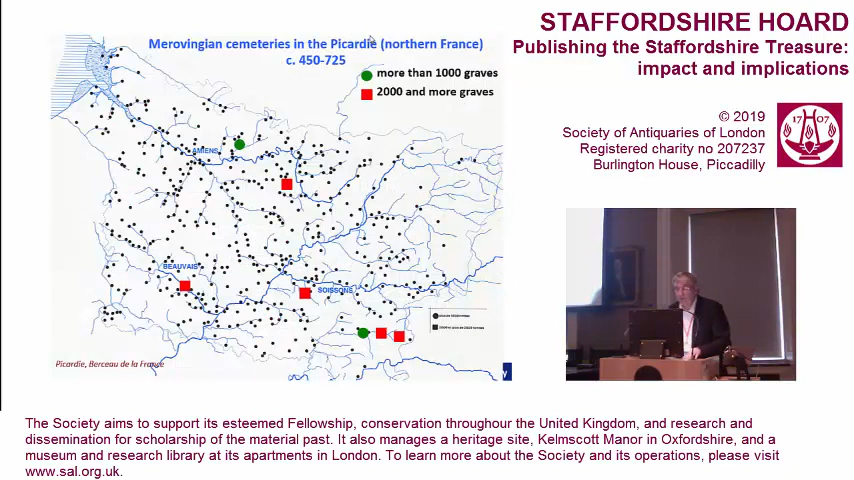 STAFFORDSHIRE HOARD
Publishing the Staffordshire Treasure:
impact and implications
© 2019
Society of Antiquaries of London
Registered charity no 207237
Burlington House, Piccadilly
17 07
Merovingian cemeteries in the Picardie (northern France)
c. 450-725
more than 1000 graves
2000 and more graves
AMIENS
BEAUVAIS
SOISSONS
Picardie, Berceau de la France
The Society aims to support its esteemed Fellowship, conservation throughour the United Kingdom, and research and
dissemination for scholarship of the material past. It also manages a heritage site, Kelmscott Manor in Oxfordshire, and a
museum and research library at its apartments in London. To learn more about the Society and its operations, please visit
www.sal.org.uk.